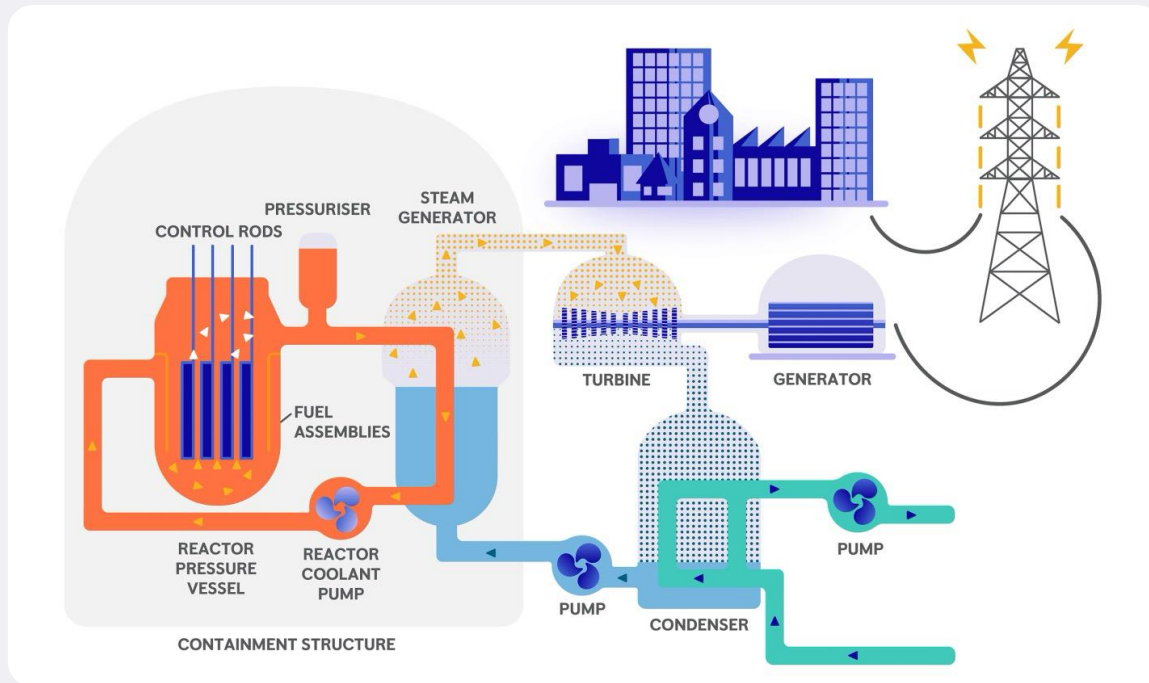 STEAM
GENERATOR
PRESSURISER
CONTROL RODS
TURBINE
GENERATOR
FUEL
ASSEMBLIES
REACTOR
PRESSURE
VESSEL
REACTOR
COOLANT
PUMP
PUMP
PUMP
CONDENSER
CONTAINMENT STRUCTURE